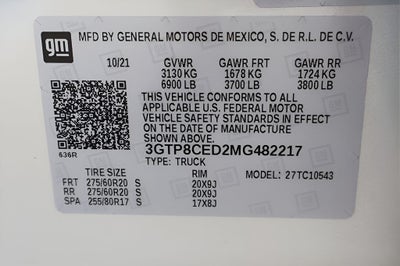 gm
MFD BY GENERAL MOTORS DE MEXICO, S. DE R.L. DE C.V.
10/21 GVWR GAWR FRT GAWR RR
3130 KG 1678 KG 1724 KG
6900 LB 3700 LB 3800 LB
THIS VEHICLE CONFORMS TO ALL
APPLICABLE U.S. FEDERAL MOTOR
VEHICLE SAFETY STANDARDS IN EFFECT
ON THE DATE OF MANUFACTURE
SHOWN ABOVE.
3GTP8CED2MG482217
636R TYPE: TRUCK
TIRE SIZE RIM MODEL: 27TC10543
FRT 275/60R20 S 20X9J
RR 275/60R20 S 20X9J
SPA 255/80R17 S 17X8J